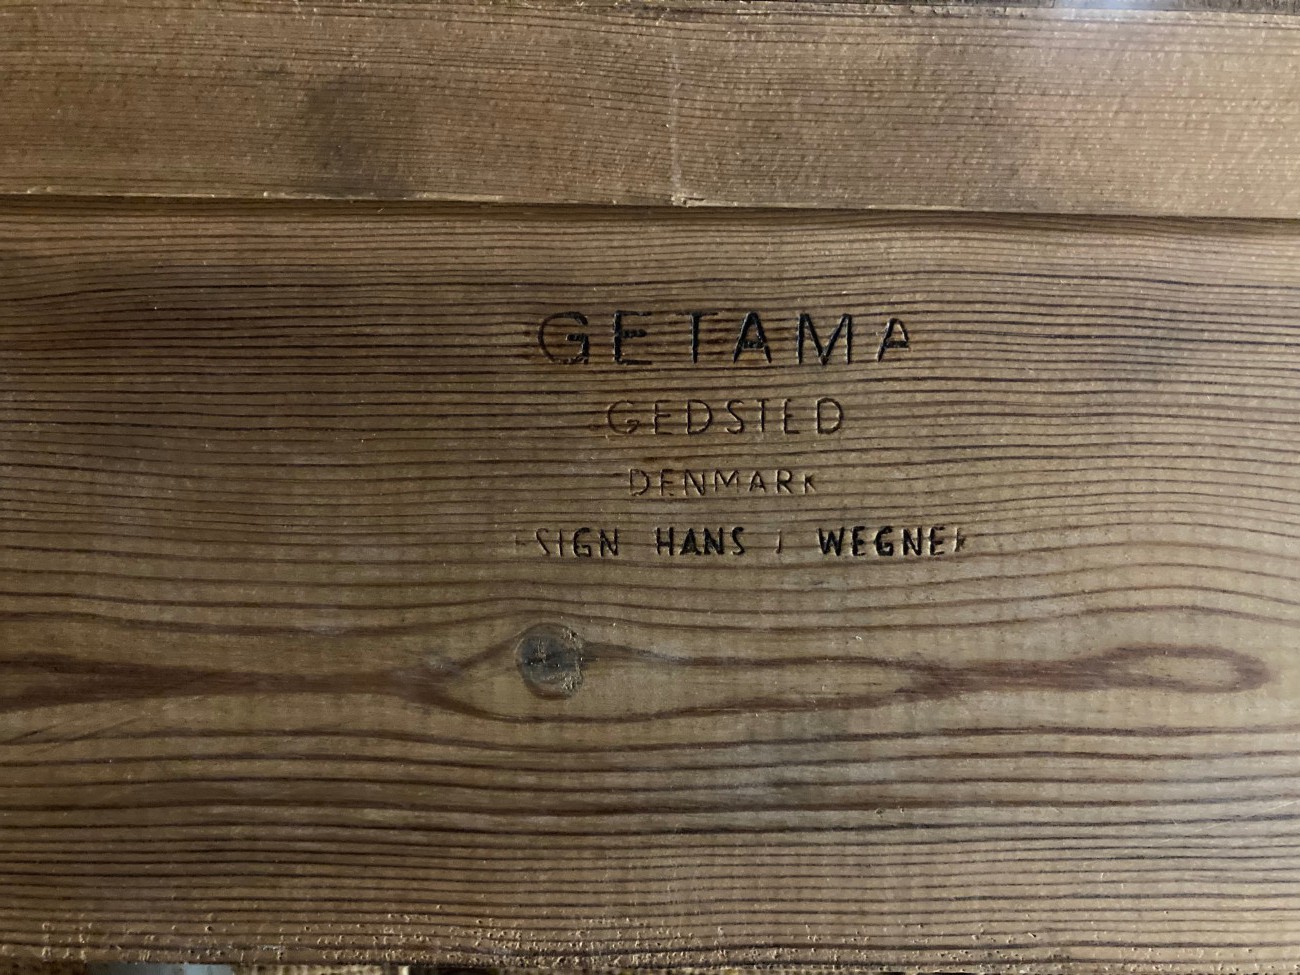 GETAMA
GEDSTED
DENMARK
SIGN HANS J WEGNER